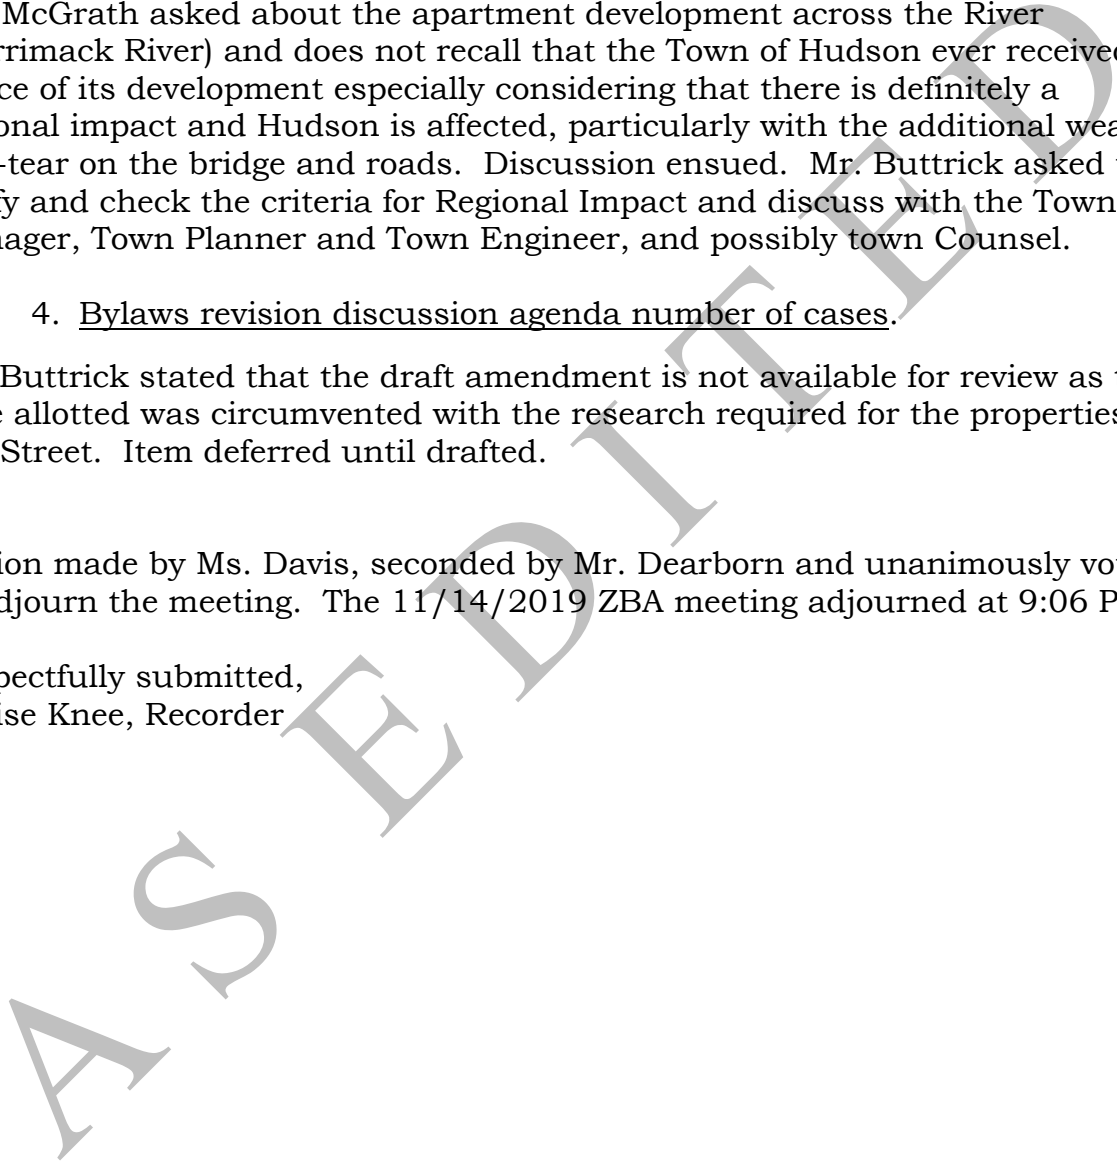 McGrath asked about the apartment development across the River
rrimack River) and does not recall that the Town of Hudson ever received
ce of its development especially considering that there is definitely a
onal impact and Hudson is affected, particularly with the additional wea
-tear on the bridge and roads.  Discussion ensued.  Mr. Buttrick asked
fy and check the criteria for Regional Impact and discuss with the Town
nager, Town Planner and Town Engineer, and possibly town Counsel.
4.  Bylaws revision discussion agenda number of cases.
Buttrick stated that the draft amendment is not available for review as t
e allotted was circumvented with the research required for the properties
Street.  Item deferred until drafted.
ion made by Ms. Davis, seconded by Mr. Dearborn and unanimously vo
djourn the meeting.  The 11/14/2019 ZBA meeting adjourned at 9:06 P
pectfully submitted,
ise Knee, Recorder
AS EDITED